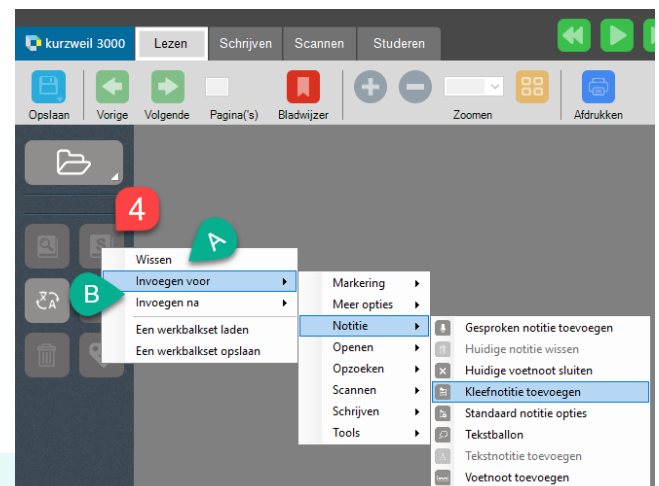 kurzweil 3000 Lezen Schrijven Scannen Studeren
Opslaan Vorige Volgende Pagina('s) Bladwijzer Zoomen Afdrukken
4
A
Wissen
B
Invoegen voor
Invoegen na
Een werkbalkset laden
Een werkbalkset opslaan
Markering
Meer opties
Notitie
Openen
Opzoeken
Scannen
Schrijven
Tools
Gesproken notitie toevoegen
Huidige notitie wissen
Huidige voetnoot sluiten
Kleefnotitie toevoegen
Standaard notitie opties
Tekstballon
Tekstnotitie toevoegen
Voetnoot toevoegen